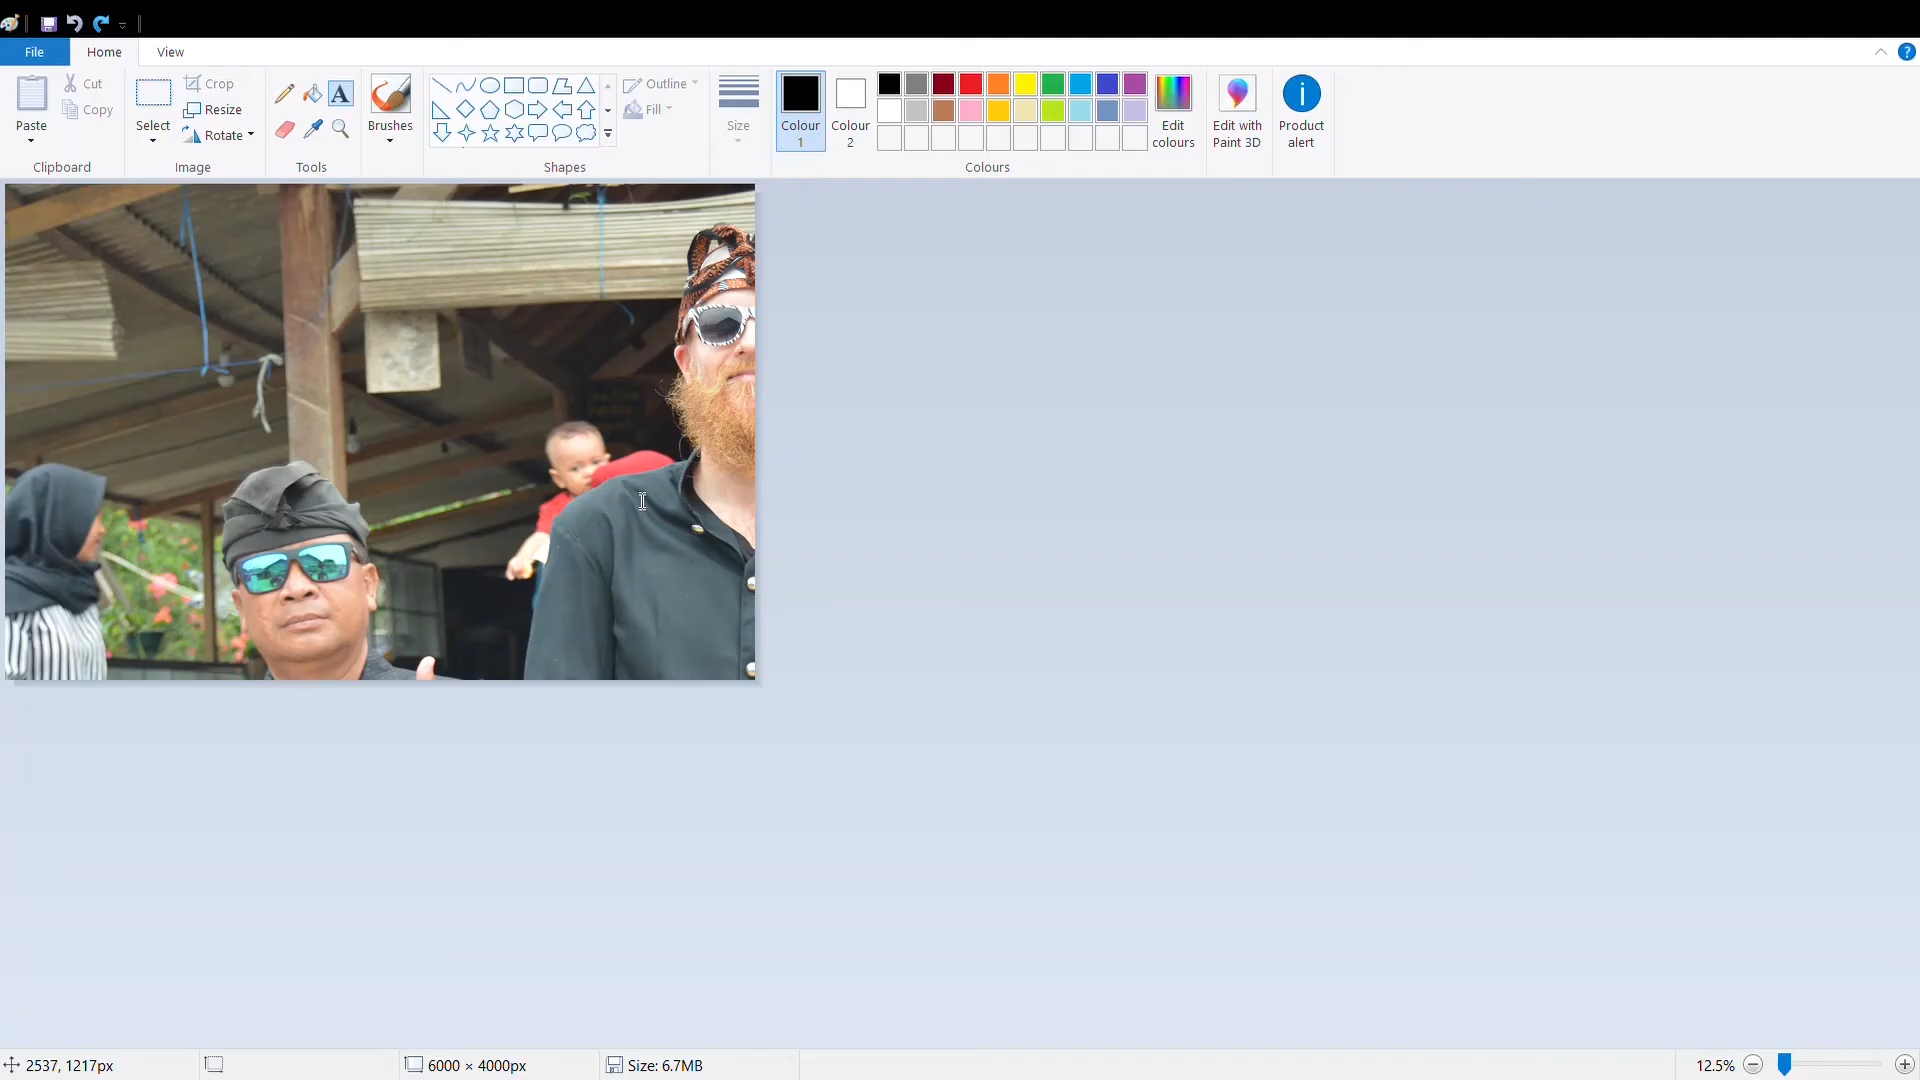 File
Home
View
Cut
Copy
Paste
Clipboard
Select
Crop
Resize
Rotate
Image
A
Tools
Brushes
Outline
Fill
Shapes
Size
Colour
1
Colour
2
Edit
colours
Colours
Edit with
Paint 3D
Product
alert
2537, 1217px
6000 × 4000px
Size: 6.7MB
12.5%